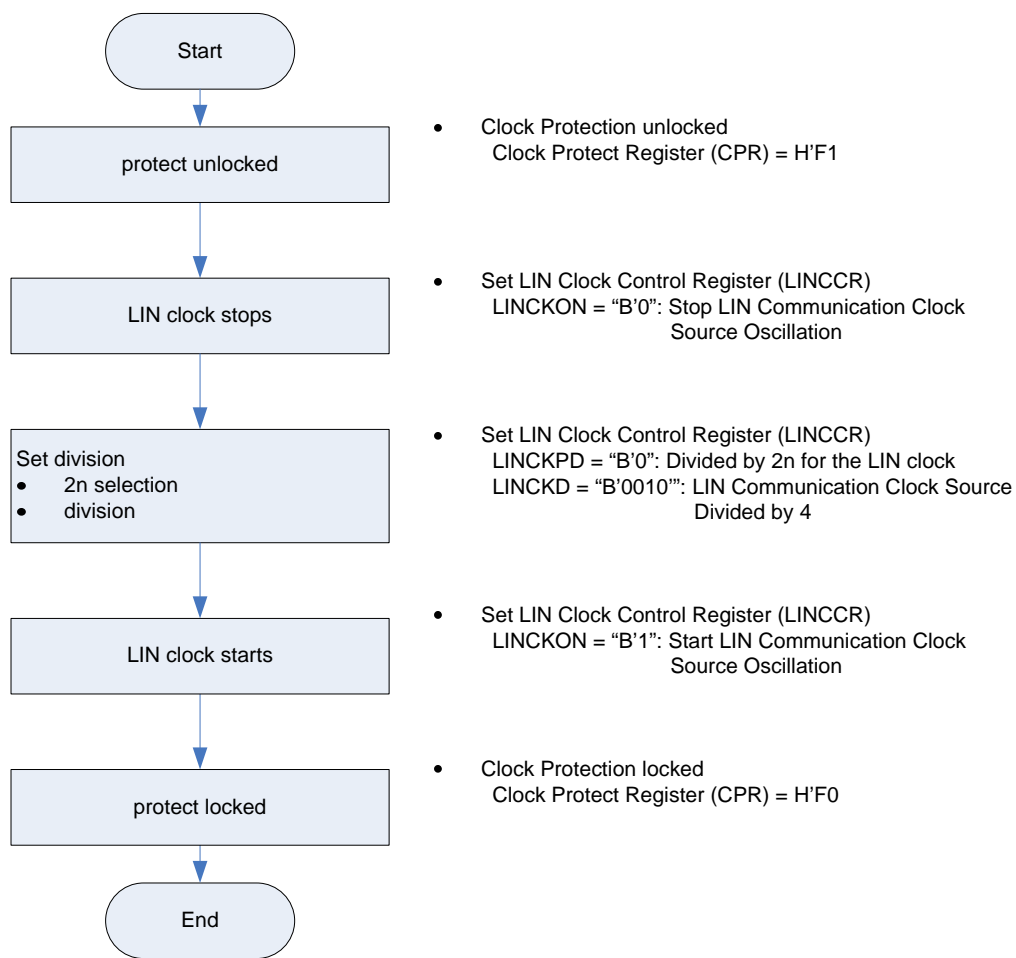 Start
protect unlocked
• Clock Protection unlocked
Clock Protect Register (CPR) = H’F1
LIN clock stops
• Set LIN Clock Control Register (LINCCR)
LINCKON = “B’0”: Stop LIN Communication Clock
Source Oscillation
Set division
• 2n selection
• division
• Set LIN Clock Control Register (LINCCR)
LINCKPD = “B’0”: Divided by 2n for the LIN clock
LINCKD = “B’0010’”: LIN Communication Clock Source
Divided by 4
LIN clock starts
• Set LIN Clock Control Register (LINCCR)
LINCKON = “B’1”: Start LIN Communication Clock
Source Oscillation
protect locked
• Clock Protection locked
Clock Protect Register (CPR) = H’F0
End